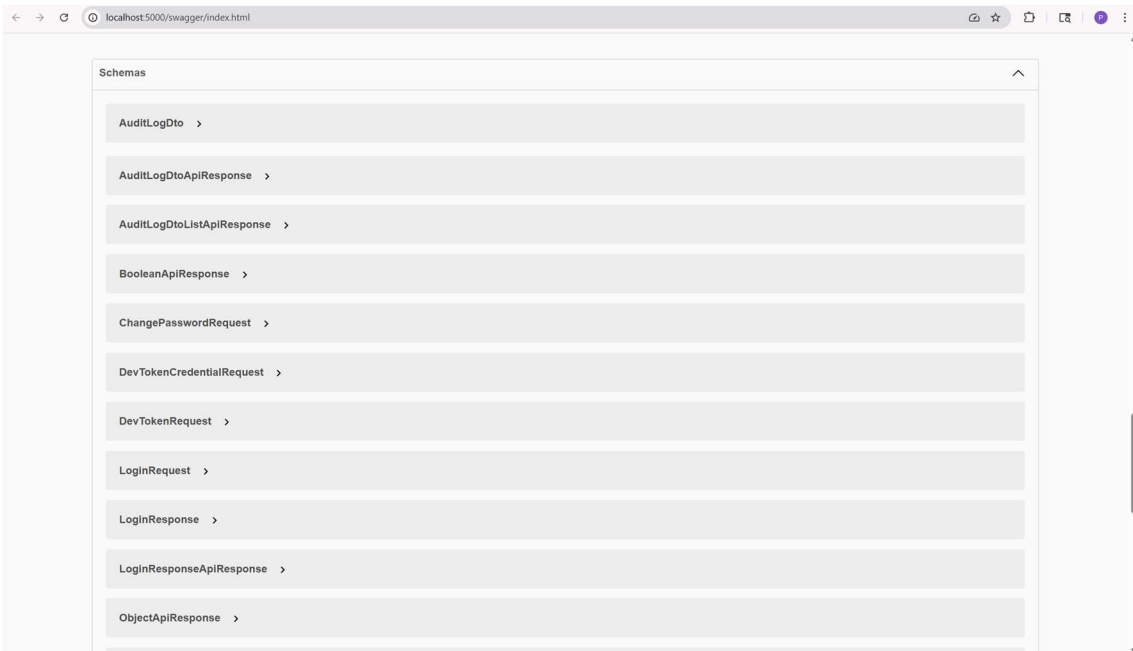 localhost:5000/swagger/index.html
P
Schemas
AuditLogDto
AuditLogDtoApiResponse
AuditLogDtoListApiResponse
BooleanApiResponse
ChangePasswordRequest
DevTokenCredentialRequest
DevTokenRequest
LoginRequest
LoginResponse
LoginResponseApiResponse
ObjectApiResponse